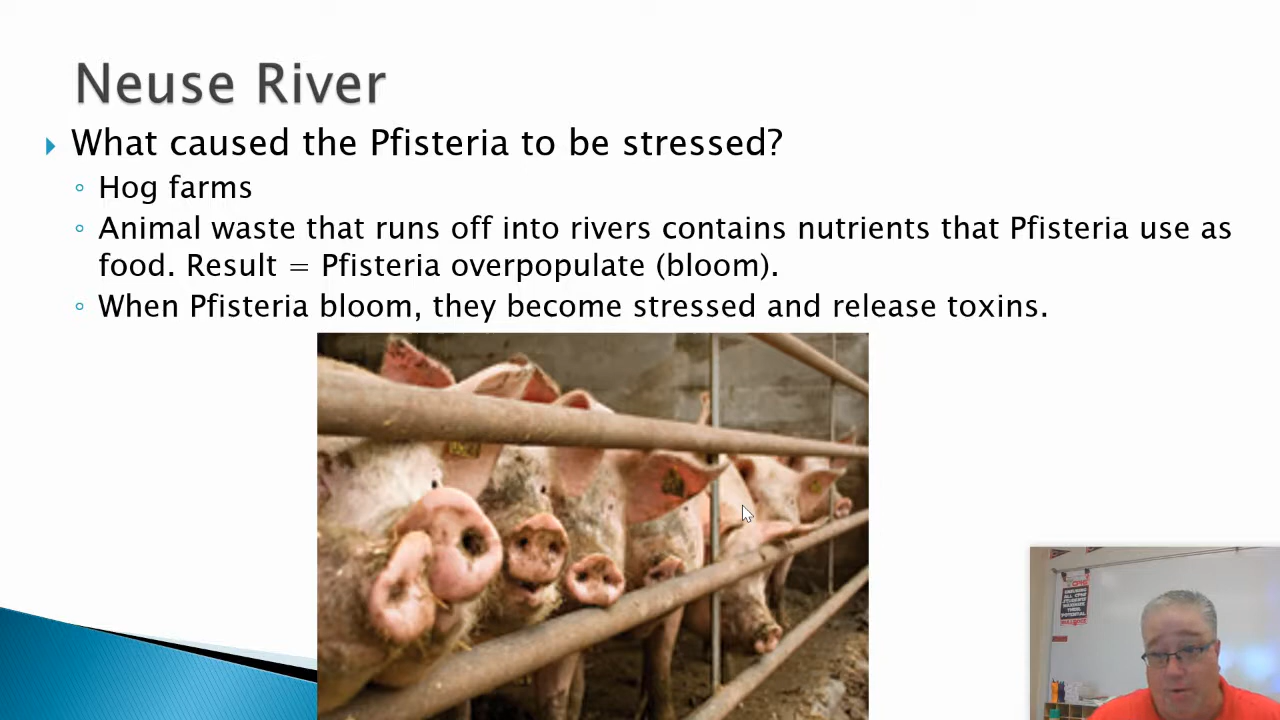 Neuse River
What caused the Pfisteria to be stressed?
Hog farms
Animal waste that runs off into rivers contains nutrients that Pfisteria use as
food. Result = Pfisteria overpopulate (bloom).
When Pfisteria bloom, they become stressed and release toxins.